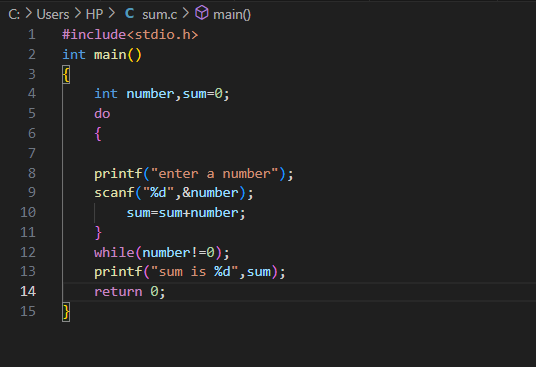 C: > Users > HP > C sum.c > main()
1 #include<stdio.h>
2 int main()
3 {
4     int number,sum=0;
5     do
6     {
7
8     printf("enter a number");
9     scanf("%d",&number);
10         sum=sum+number;
11     }
12     while(number!=0);
13     printf("sum is %d",sum);
14     return 0;
15 }